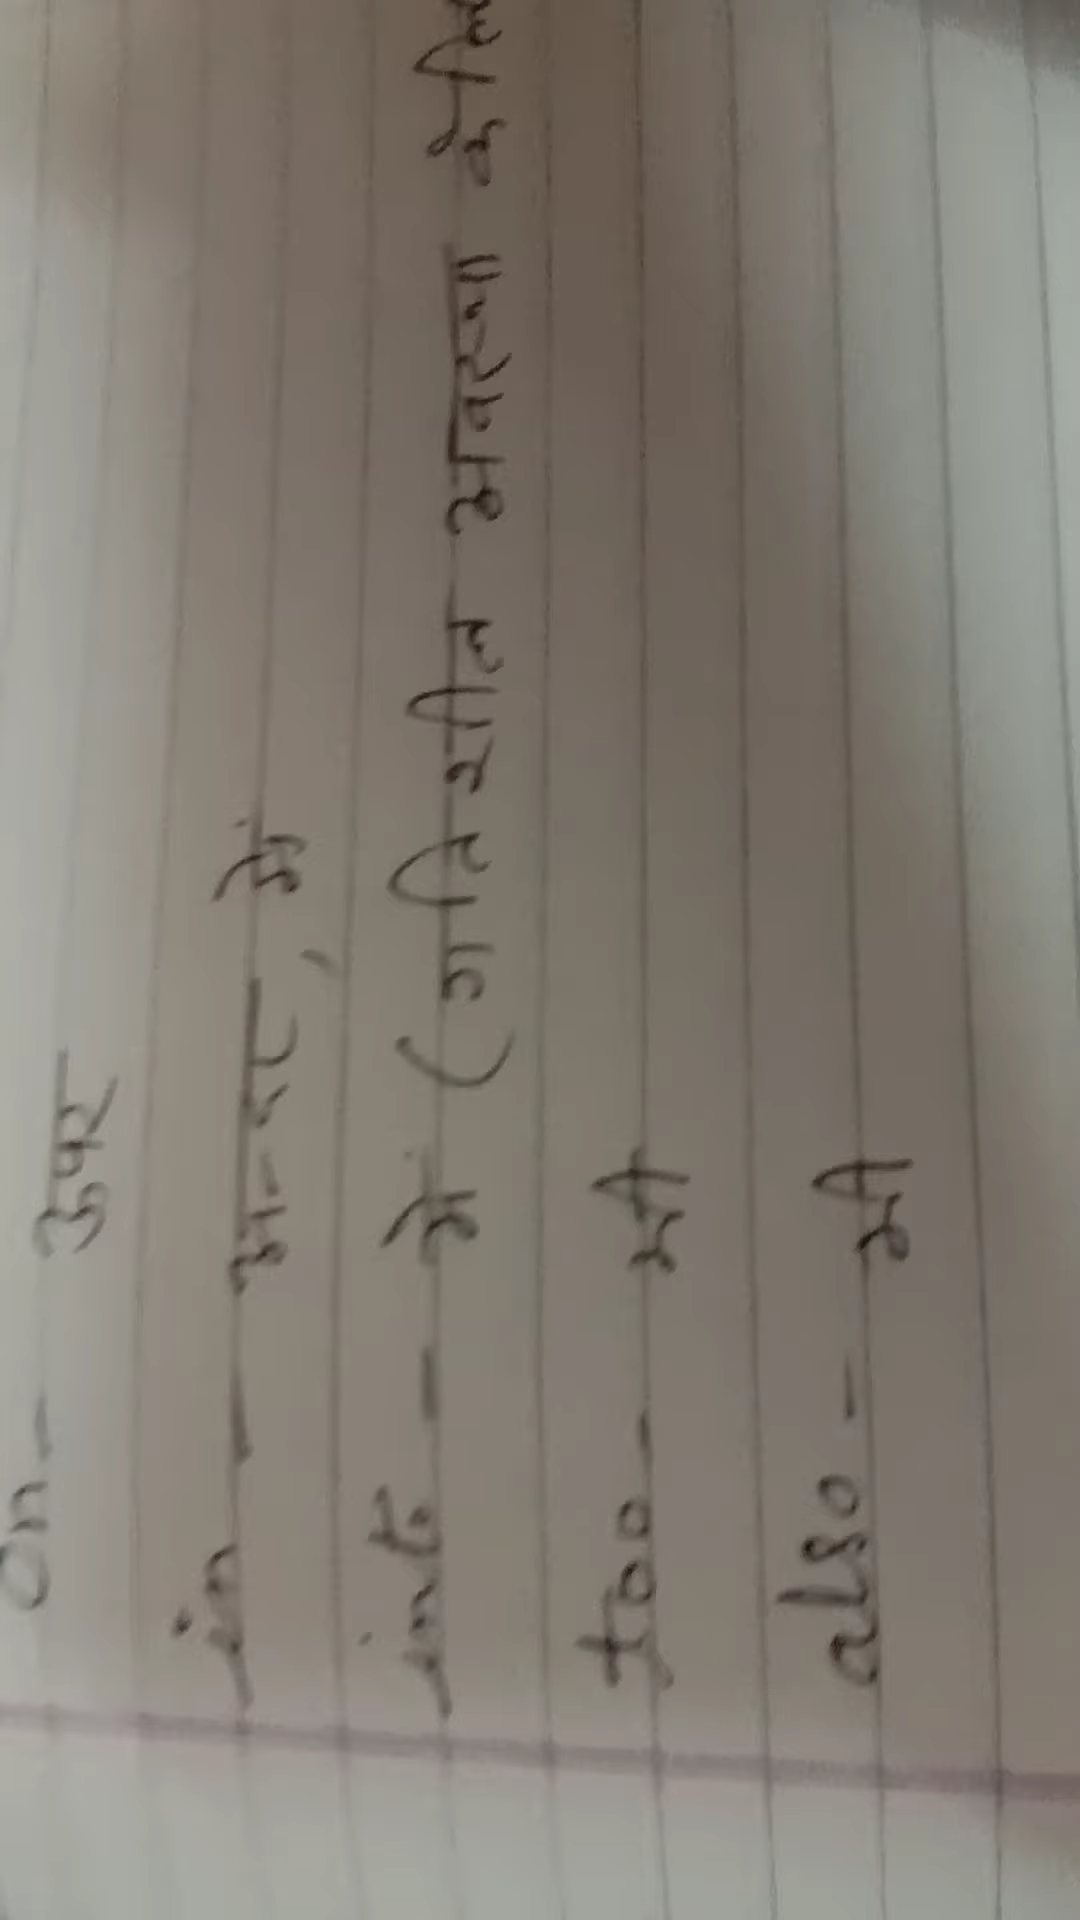 on - ऊपर
in - अन्दर, में
into - में (गतिशील अवस्था के
too - भी
also - भी